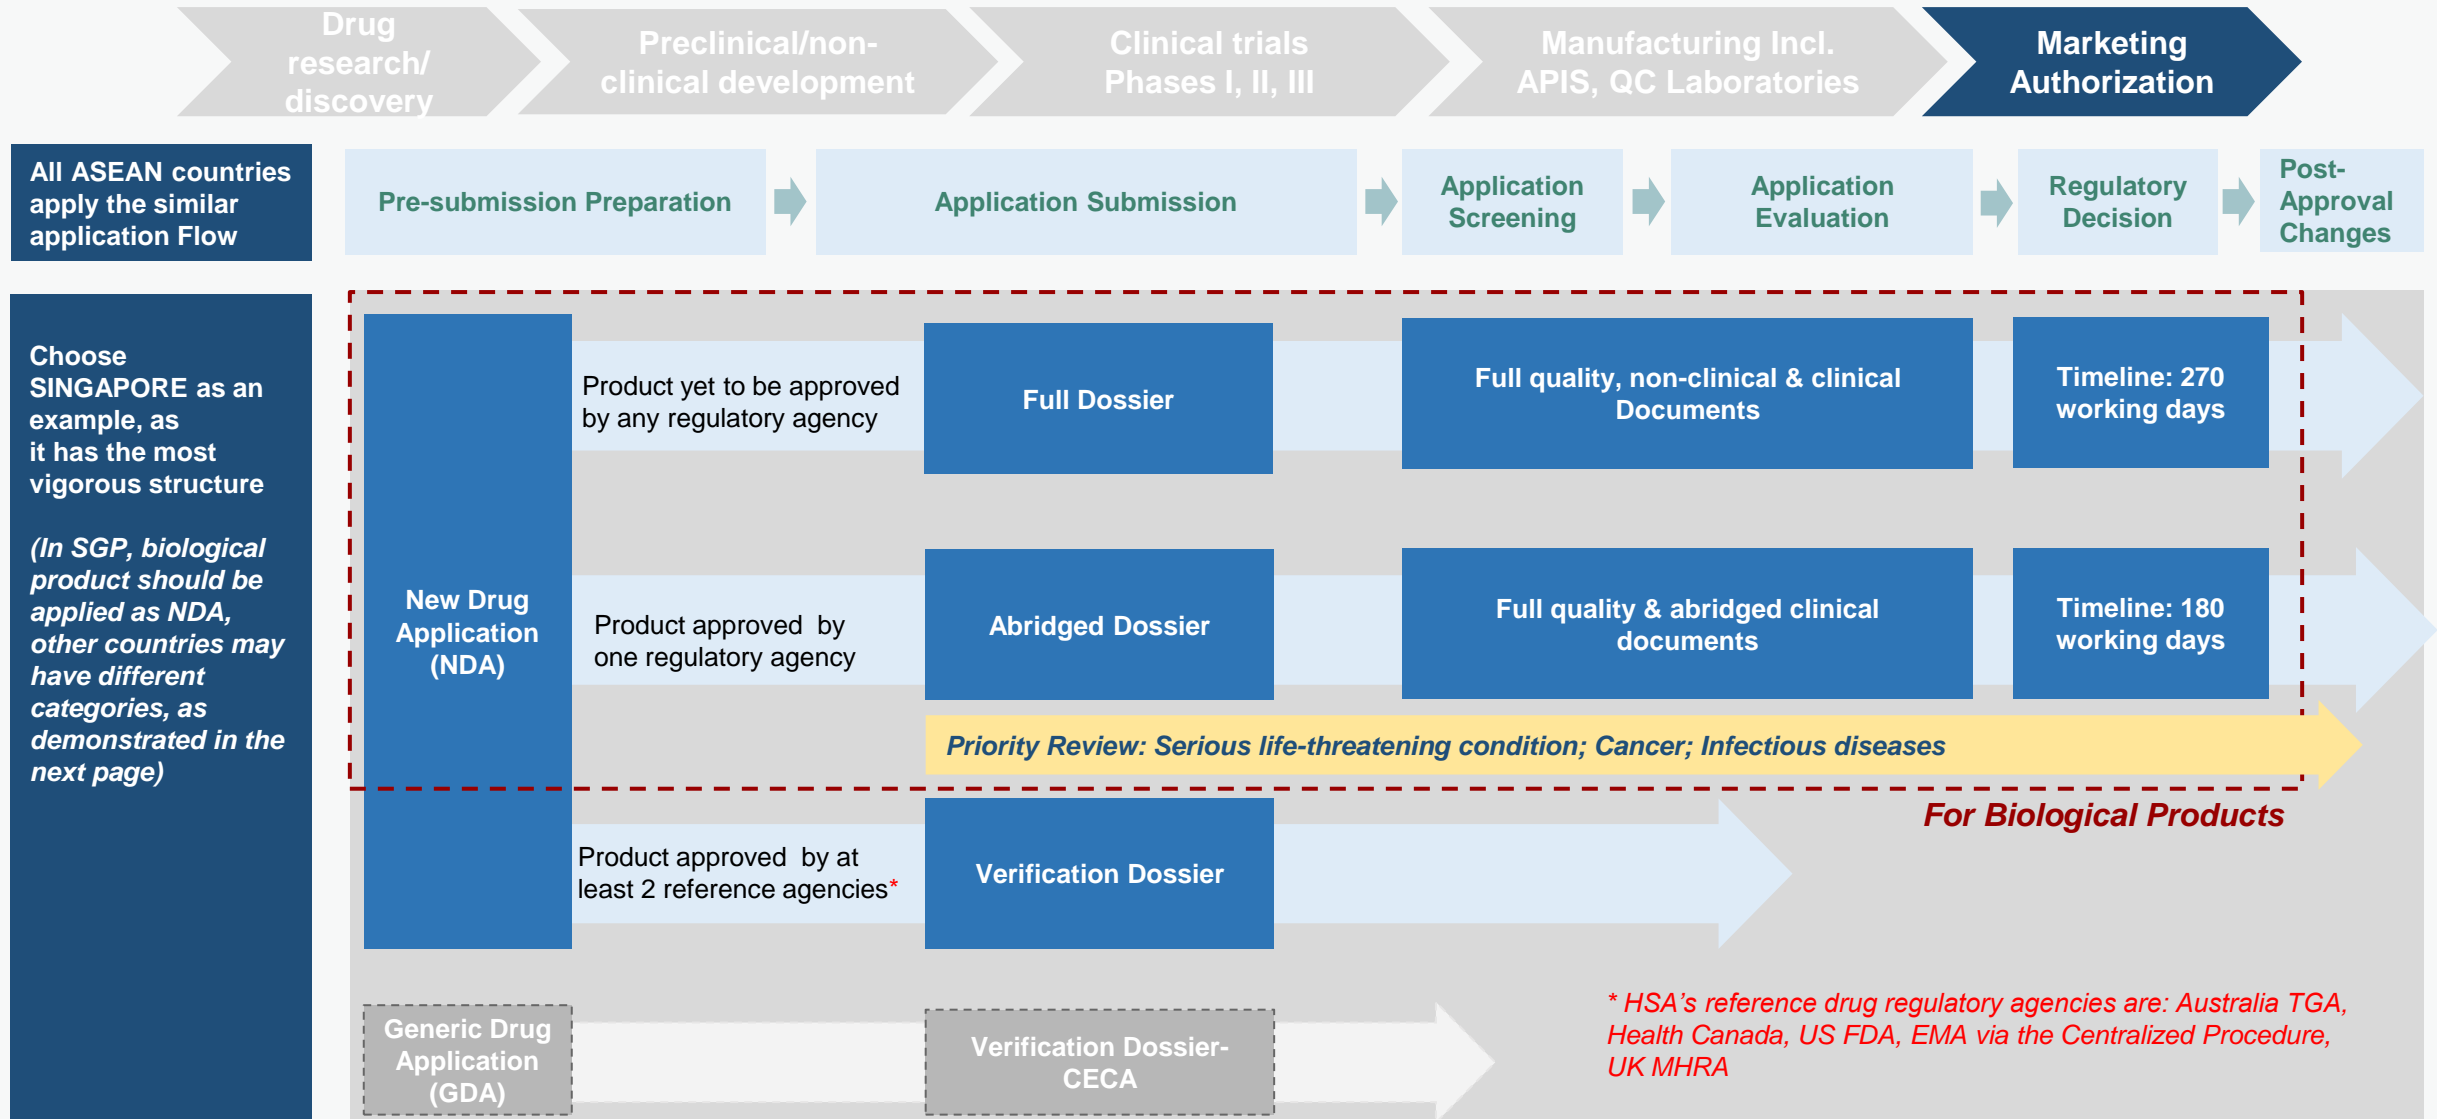 Drug
research/
discovery
Preclinical/non-
clinical development
Clinical trials
Phases I, II, III
Manufacturing Incl.
APIS, QC Laboratories
Marketing
Authorization
All ASEAN countries
apply the similar
application Flow
Pre-submission Preparation
Application Submission
Application
Screening
Application
Evaluation
Regulatory
Decision
Post-
Approval
Changes
Choose
SINGAPORE as an
example, as
it has the most
vigorous structure
(In SGP, biological
product should be
applied as NDA,
other countries may
have different
categories, as
demonstrated in the
next page)
New Drug
Application
(NDA)
Product yet to be approved
by any regulatory agency
Full Dossier
Full quality, non-clinical & clinical
Documents
Timeline: 270
working days
Product approved by
one regulatory agency
Abridged Dossier
Full quality & abridged clinical
documents
Timeline: 180
working days
Priority Review: Serious life-threatening condition; Cancer; Infectious diseases
For Biological Products
Product approved by at
least 2 reference agencies*
Verification Dossier
Generic Drug
Application
(GDA)
Verification Dossier-
CECA
* HSA's reference drug regulatory agencies are: Australia TGA,
Health Canada, US FDA, EMA via the Centralized Procedure,
UK MHRA